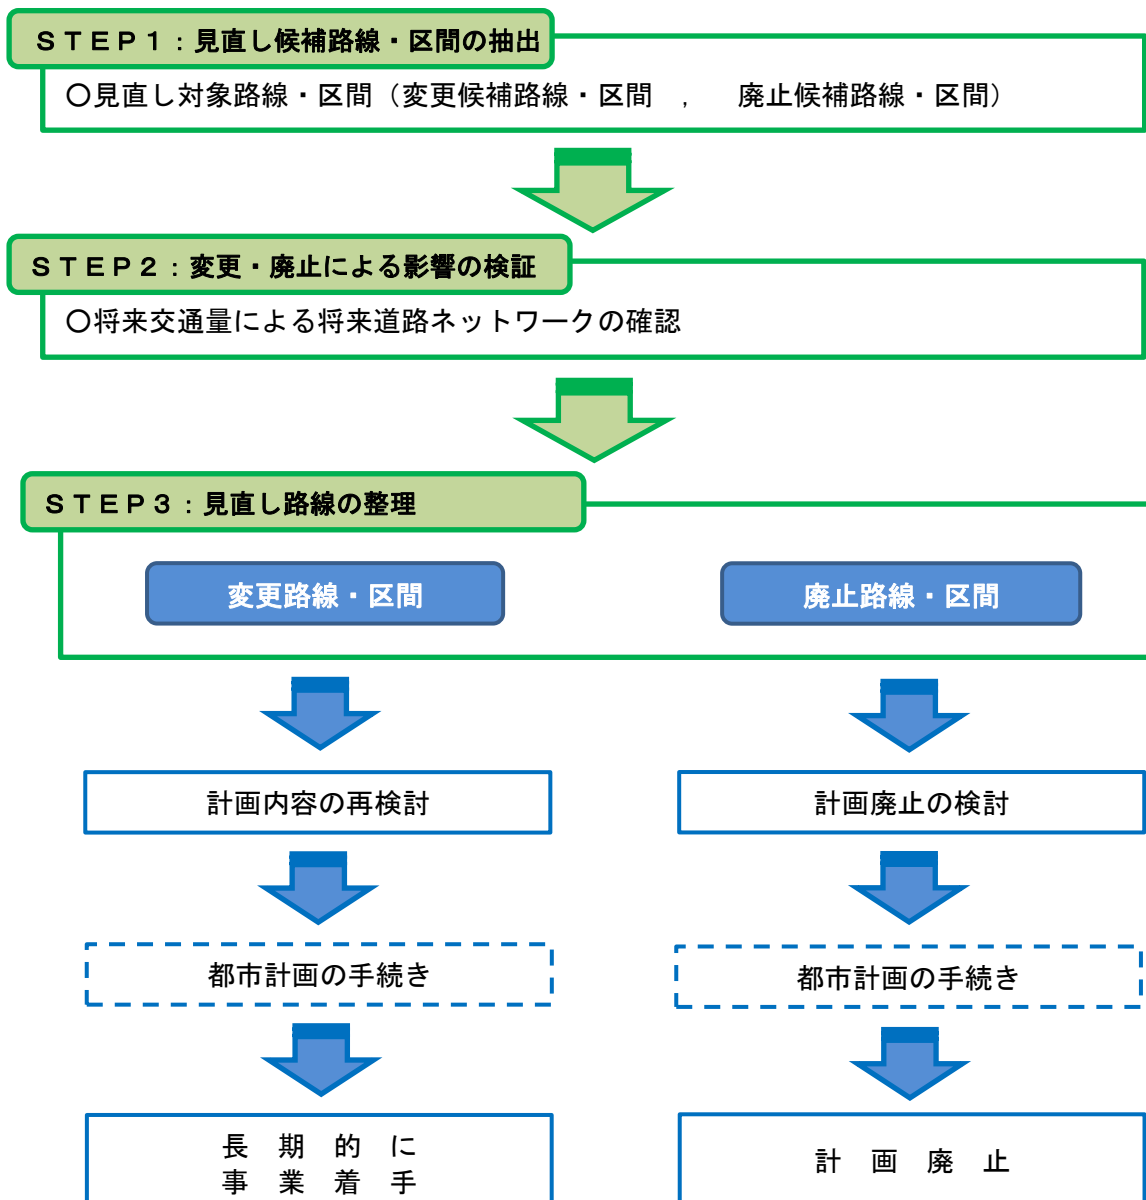 ＳＴＥＰ１：見直し候補路線・区間の抽出
〇見直し対象路線・区間（変更候補路線・区間　，　廃止候補路線・区間）
ＳＴＥＰ２：変更・廃止による影響の検証
〇将来交通量による将来道路ネットワークの確認
ＳＴＥＰ３：見直し路線の整理
変更路線・区間
廃止路線・区間
計画内容の再検討
計画廃止の検討
都市計画の手続き
都市計画の手続き
長　期　的　に
事　業　着　手
計　画　廃　止